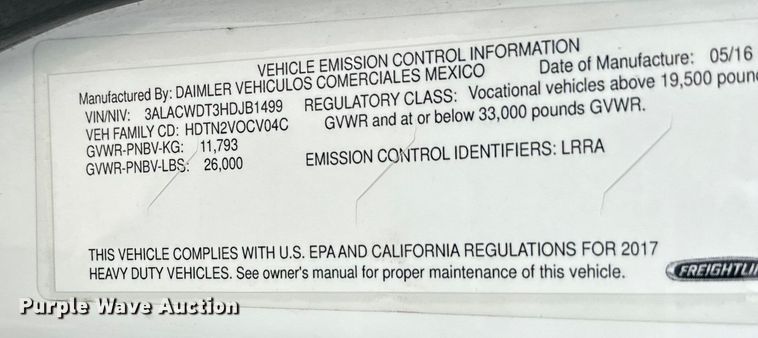 VEHICLE EMISSION CONTROL INFORMATION
Manufactured By: DAIMLER VEHICULOS COMERCIALES MEXICO Date of Manufacture: 05/16
VIN/NIV: 3ALACWDT3HDJB1499 REGULATORY CLASS: Vocational vehicles above 19,500 poun
VEH FAMILY CD: HDTN2VOCV04C GVWR and at or below 33,000 pounds GVWR.
GVWR-PNBV-KG: 11,793
GVWR-PNBV-LBS: 26,000 EMISSION CONTROL IDENTIFIERS: LRRA
THIS VEHICLE COMPLIES WITH U.S. EPA AND CALIFORNIA REGULATIONS FOR 2017
HEAVY DUTY VEHICLES. See owner's manual for proper maintenance of this vehicle.
FREIGHTLI
Purple Wave Auction